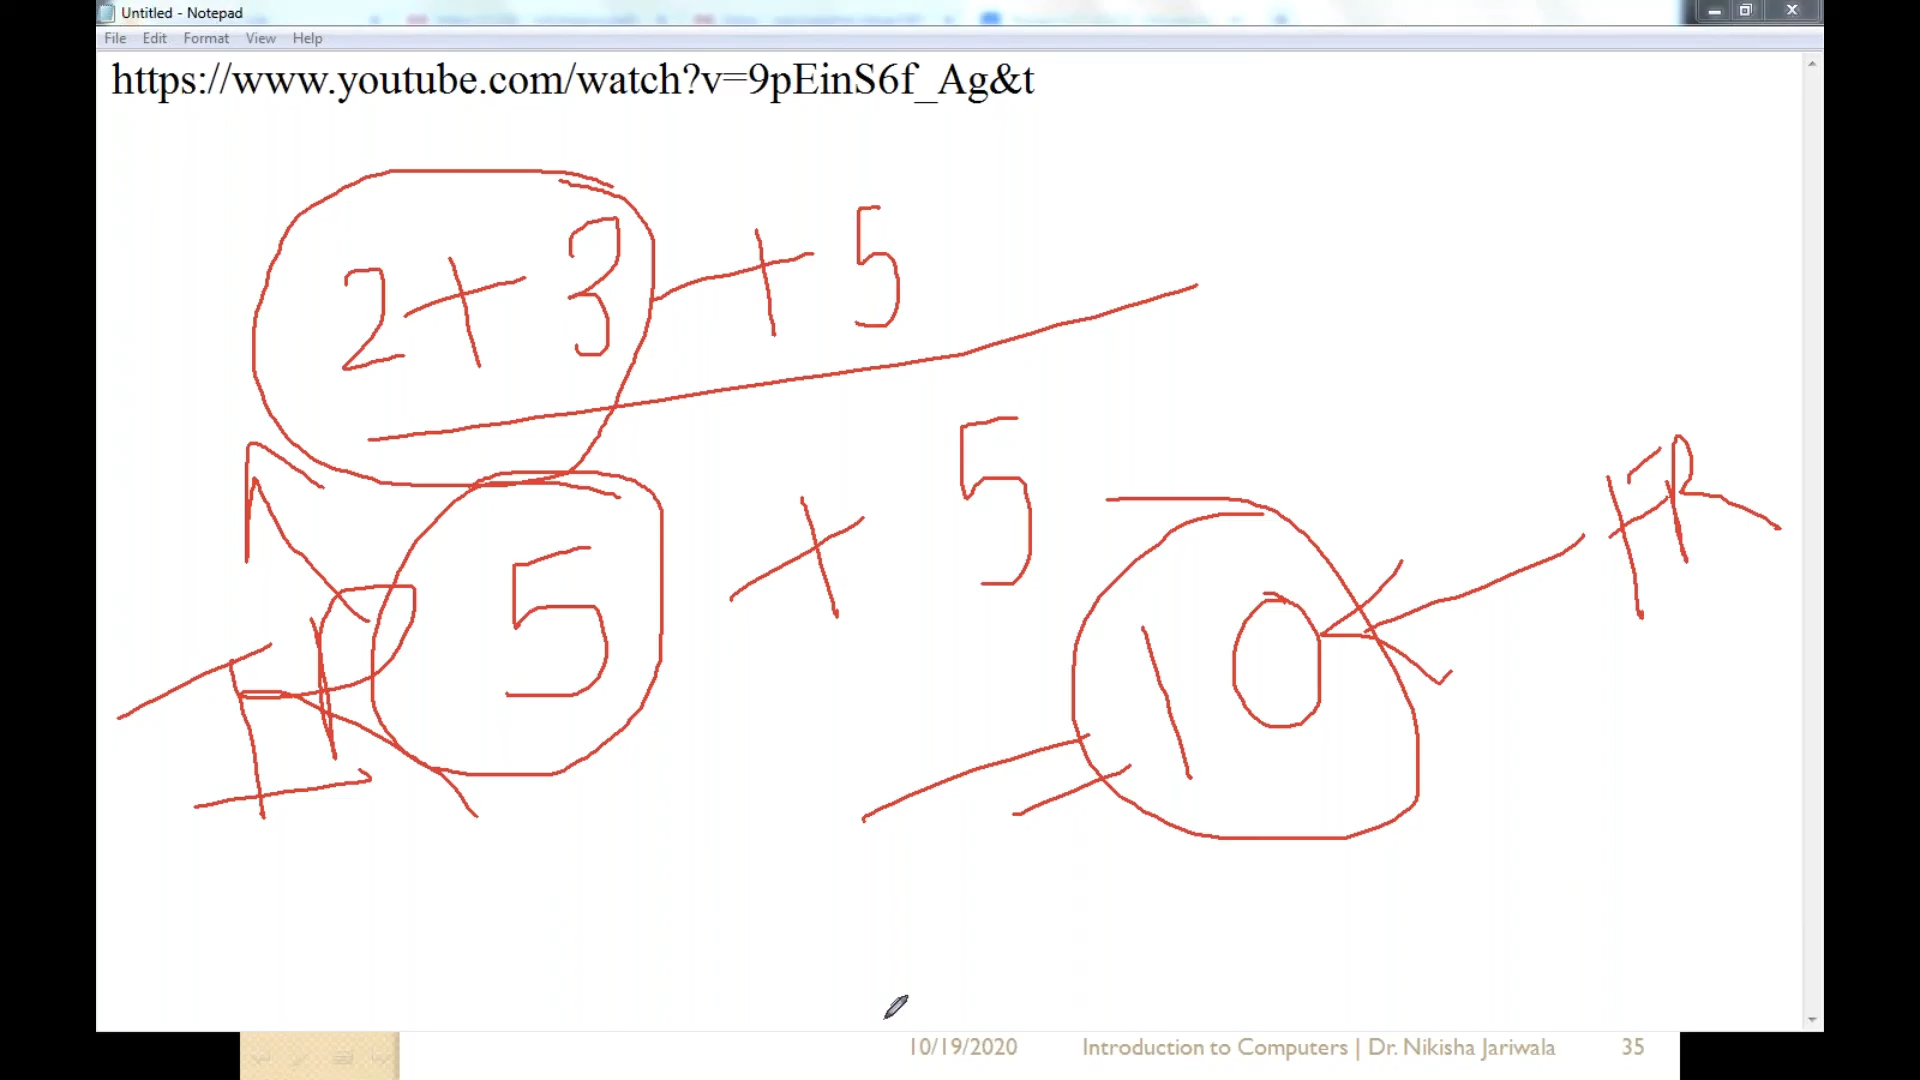 Untitled - Notepad
File Edit Format View Help
https://www.youtube.com/watch?v=9pEinS6f_Ag&t
2 + 3 + 5
5 + 5
IR
10
FR
10/19/2020 Introduction to Computers | Dr. Nikisha Jariwala 35